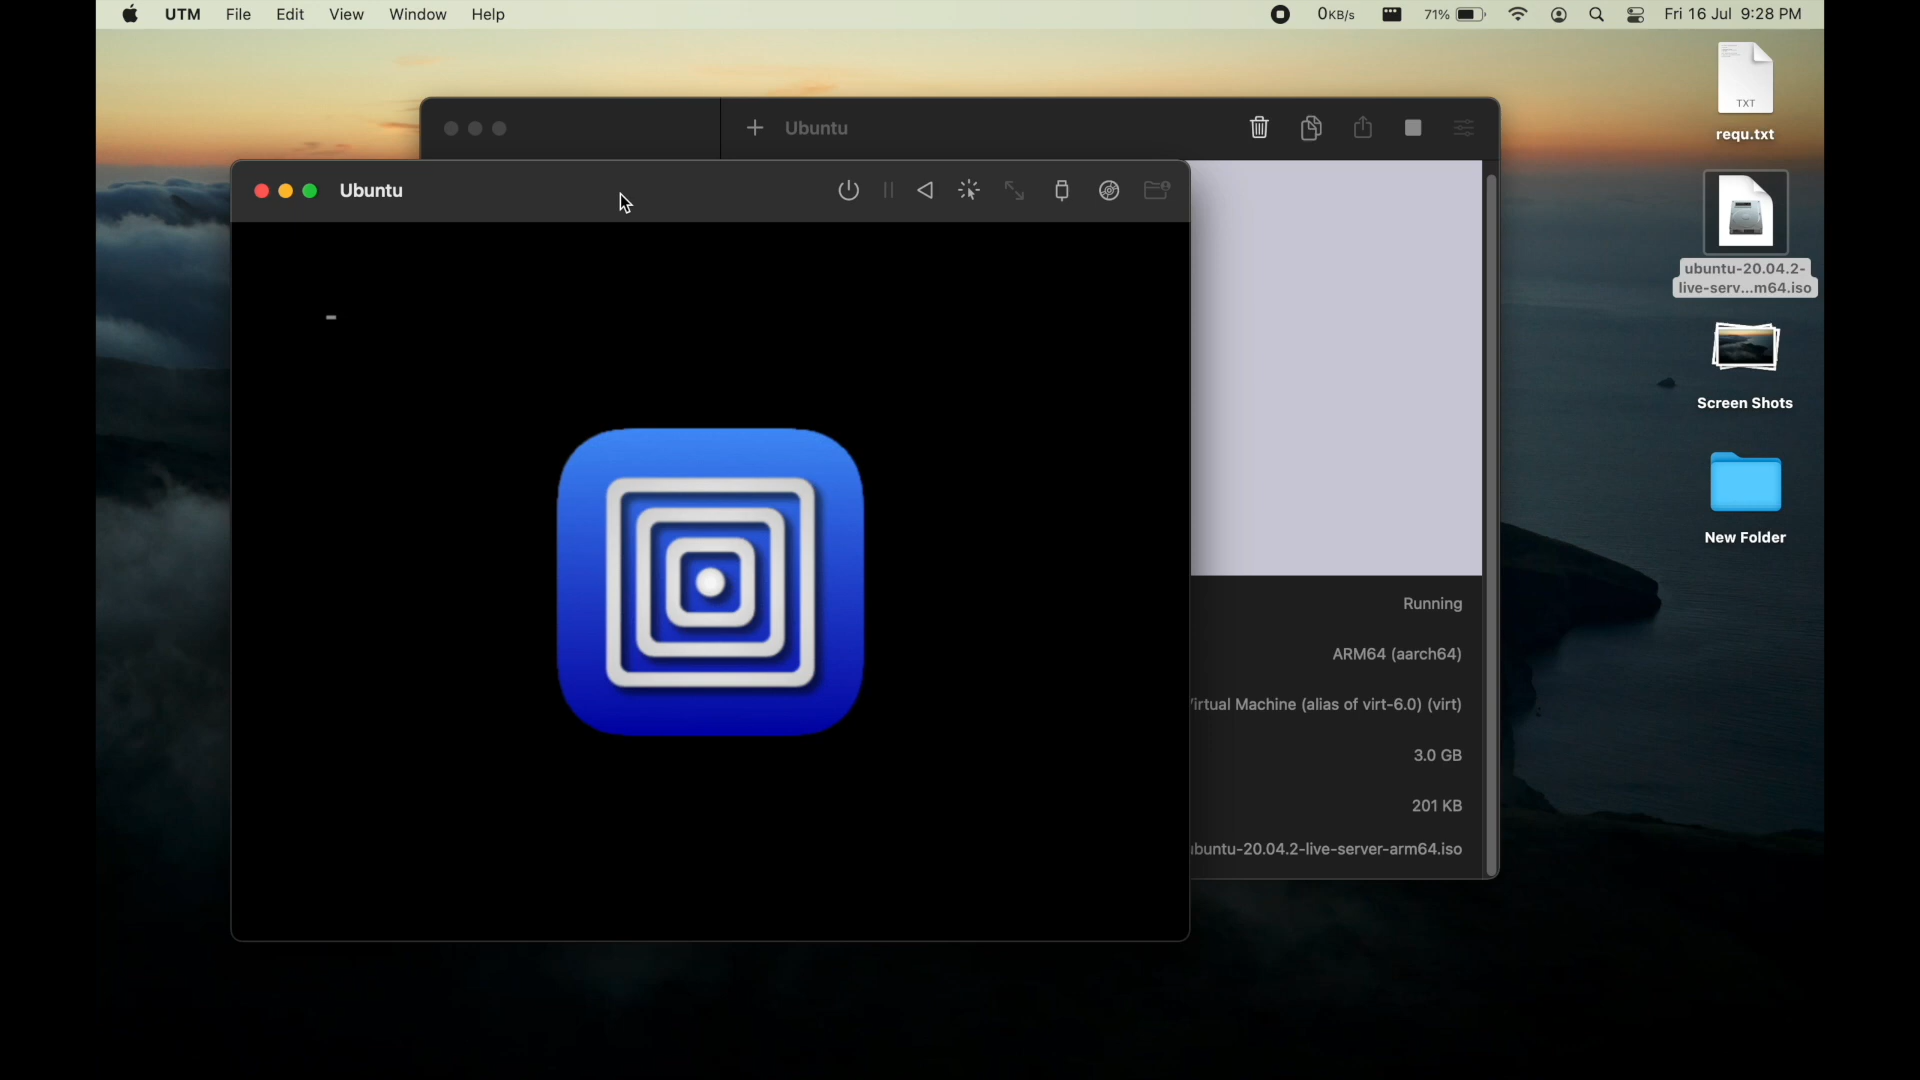 UTM File Edit View Window Help 0KB/s 71% Fri 16 Jul 9:28 PM
TXT
requ.txt
Ubuntu
Ubuntu
ubuntu-20.04.2-
live-serv...m64.iso
Screen Shots
New Folder
Running
ARM64 (aarch64)
Virtual Machine (alias of virt-6.0) (virt)
3.0 GB
201 KB
ubuntu-20.04.2-live-server-arm64.iso